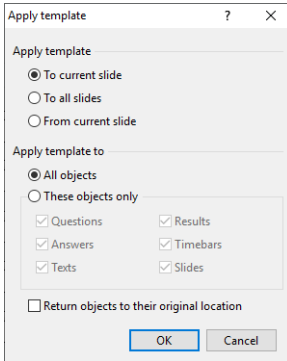 Apply template ? ×
Apply template
To current slide
To all slides
From current slide
Apply template to
All objects
These objects only
Questions Results
Answers Timebars
Texts Slides
Return objects to their original location
OK Cancel